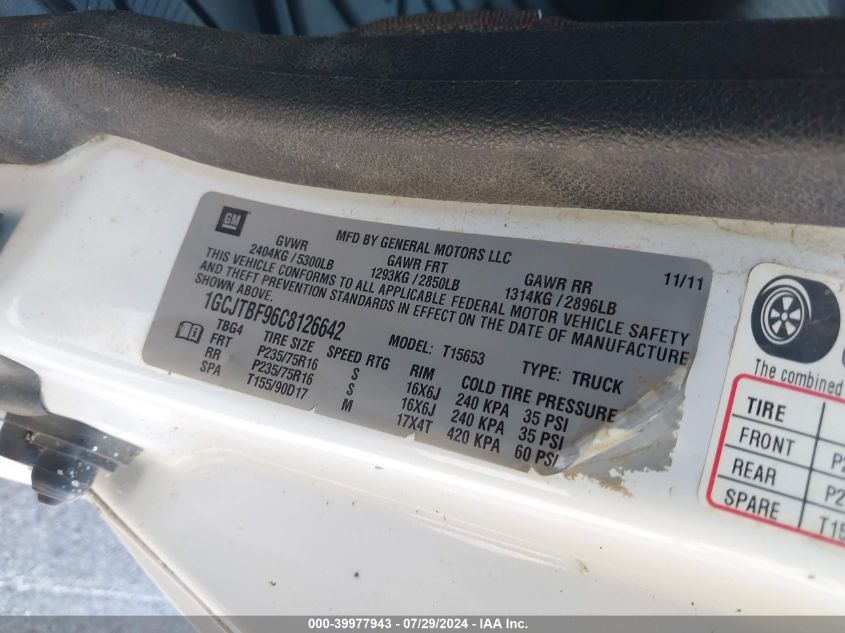 GM
MFD BY GENERAL MOTORS LLC
11/11
GVWR GAWR FRT GAWR RR
2404KG / 5300LB 1293KG / 2850LB 1314KG / 2896LB
THIS VEHICLE CONFORMS TO ALL APPLICABLE FEDERAL MOTOR VEHICLE SAFETY
AND THEFT PREVENTION STANDARDS IN EFFECT ON THE DATE OF MANUFACTURE
SHOWN ABOVE.
1GCJTBF96C8126642 MODEL: T15653 TYPE: TRUCK
TBG4 TIRE SIZE SPEED RTG RIM COLD TIRE PRESSURE
FRT P235/75R16 S 16X6J 240 KPA 35 PSI
RR P235/75R16 S 16X6J 240 KPA 35 PSI
SPA T155/90D17 M 17X4T 420 KPA 60 PSI
The combined
TIRE
FRONT P2
REAR P2
SPARE T15
000-39977943 / 07/29/2024 - IAA Inc.